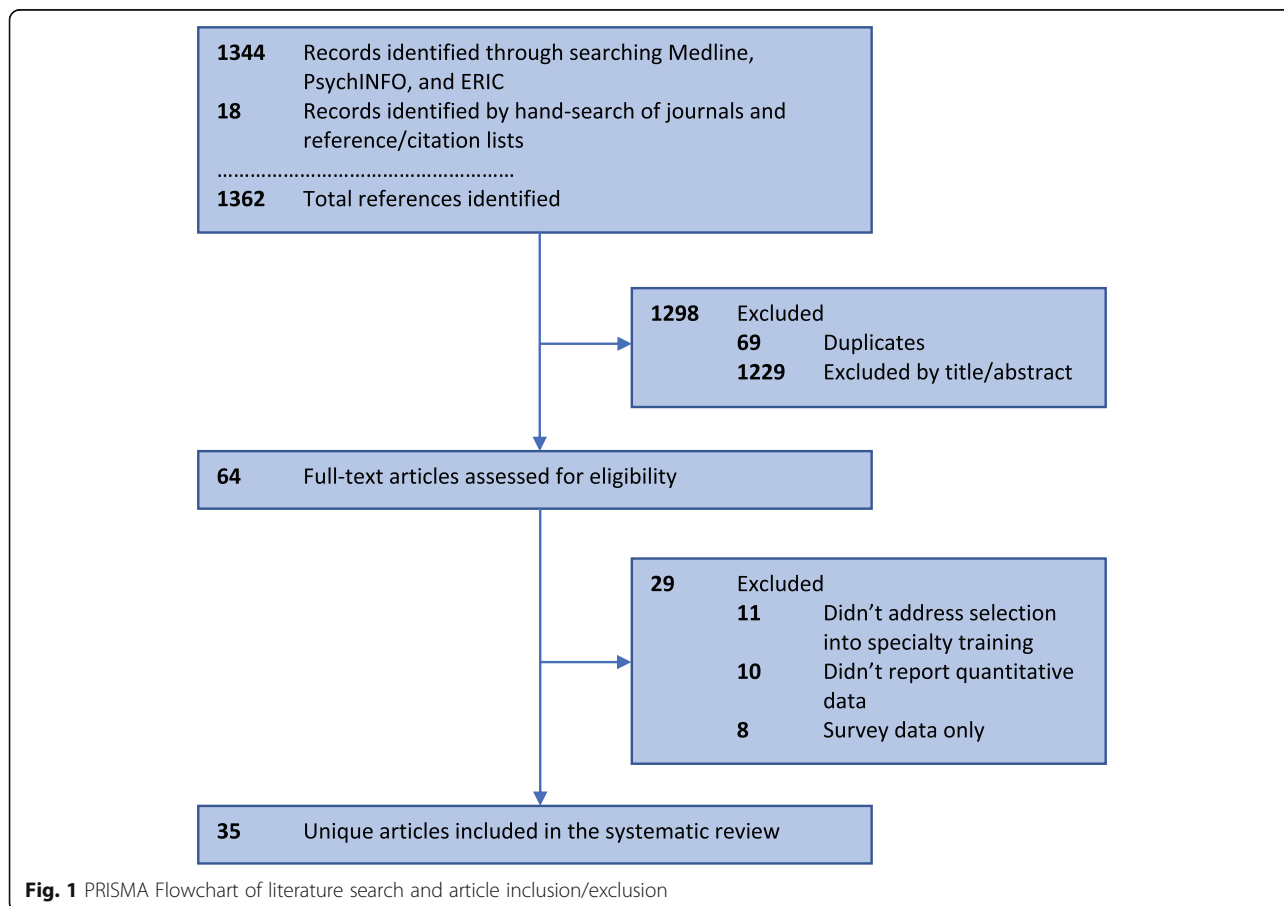 1344 Records identified through searching Medline,
PsychINFO, and ERIC
18 Records identified by hand-search of journals and
reference/citation lists
……………………………………………….
1362 Total references identified
1298 Excluded
69 Duplicates
1229 Excluded by title/abstract
64 Full-text articles assessed for eligibility
29 Excluded
11 Didn’t address selection
into specialty training
10 Didn’t report quantitative
data
8 Survey data only
35 Unique articles included in the systematic review
Fig. 1 PRISMA Flowchart of literature search and article inclusion/exclusion